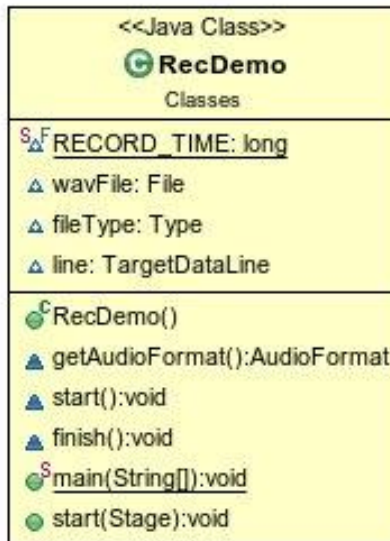 <<Java Class>>
RecDemo
Classes
RECORD_TIME: long
wavFile: File
fileType: Type
line: TargetDataLine
RecDemo()
getAudioFormat():AudioFormat
start():void
finish():void
main(String[]):void
start(Stage):void